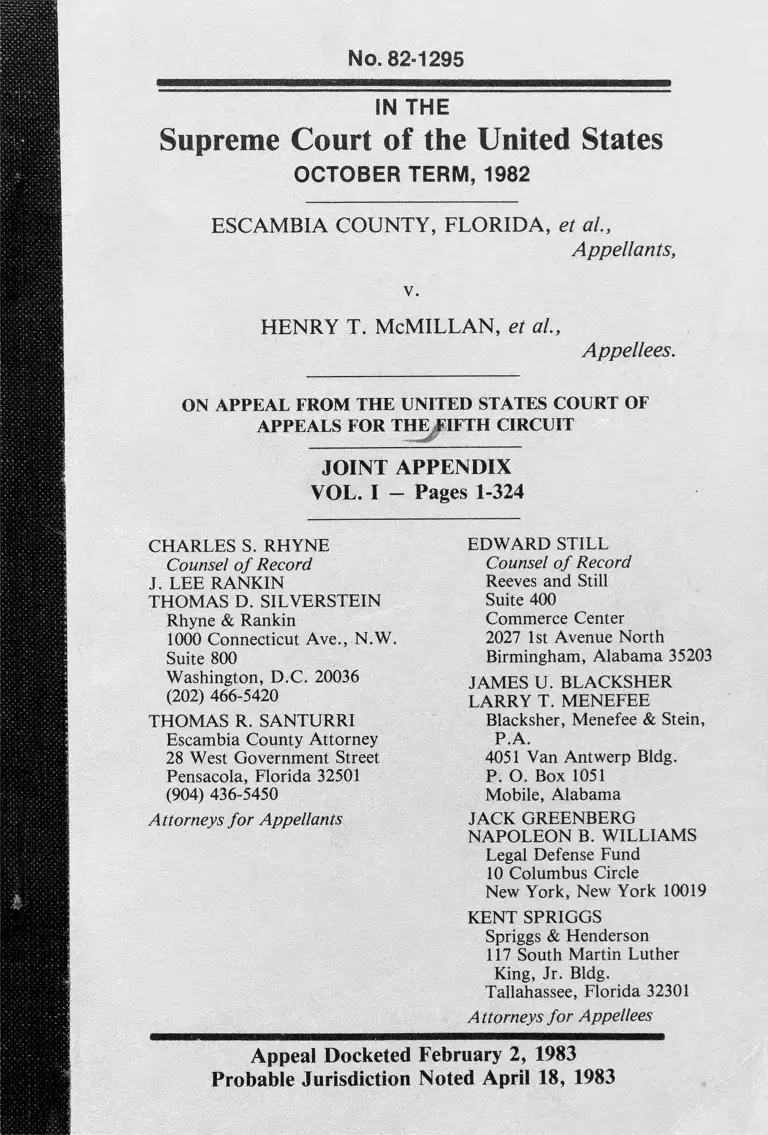 No. 82-1295
IN THE
Supreme Court of the United States
OCTOBER TERM, 1982
ESCAMBIA COUNTY, FLORIDA, et al.,
Appellants,
v.
HENRY T. McMILLAN, et al.,
Appellees.
ON APPEAL FROM THE UNITED STATES COURT OF
APPEALS FOR THE FIFTH CIRCUIT
JOINT APPENDIX
VOL. I — Pages 1-324
CHARLES S. RHYNE
Counsel of Record
J. LEE RANKIN
THOMAS D. SILVERSTEIN
Rhyne & Rankin
1000 Connecticut Ave., N.W.
Suite 800
Washington, D.C. 20036
(202) 466-5420
THOMAS R. SANTURRI
Escambia County Attorney
28 West Government Street
Pensacola, Florida 32501
(904) 436-5450
Attorneys for Appellants
EDWARD STILL
Counsel of Record
Reeves and Still
Suite 400
Commerce Center
2027 1st Avenue North
Birmingham, Alabama 35203
JAMES U. BLACKSHER
LARRY T. MENEFEE
Blacksher, Menefee & Stein,
P.A.
4051 Van Antwerp Bldg.
P. O. Box 1051
Mobile, Alabama
JACK GREENBERG
NAPOLEON B. WILLIAMS
Legal Defense Fund
10 Columbus Circle
New York, New York 10019
KENT SPRIGGS
Spriggs & Henderson
117 South Martin Luther
King, Jr. Bldg.
Tallahassee, Florida 32301
Attorneys for Appellees
Appeal Docketed February 2, 1983
Probable Jurisdiction Noted April 18, 1983